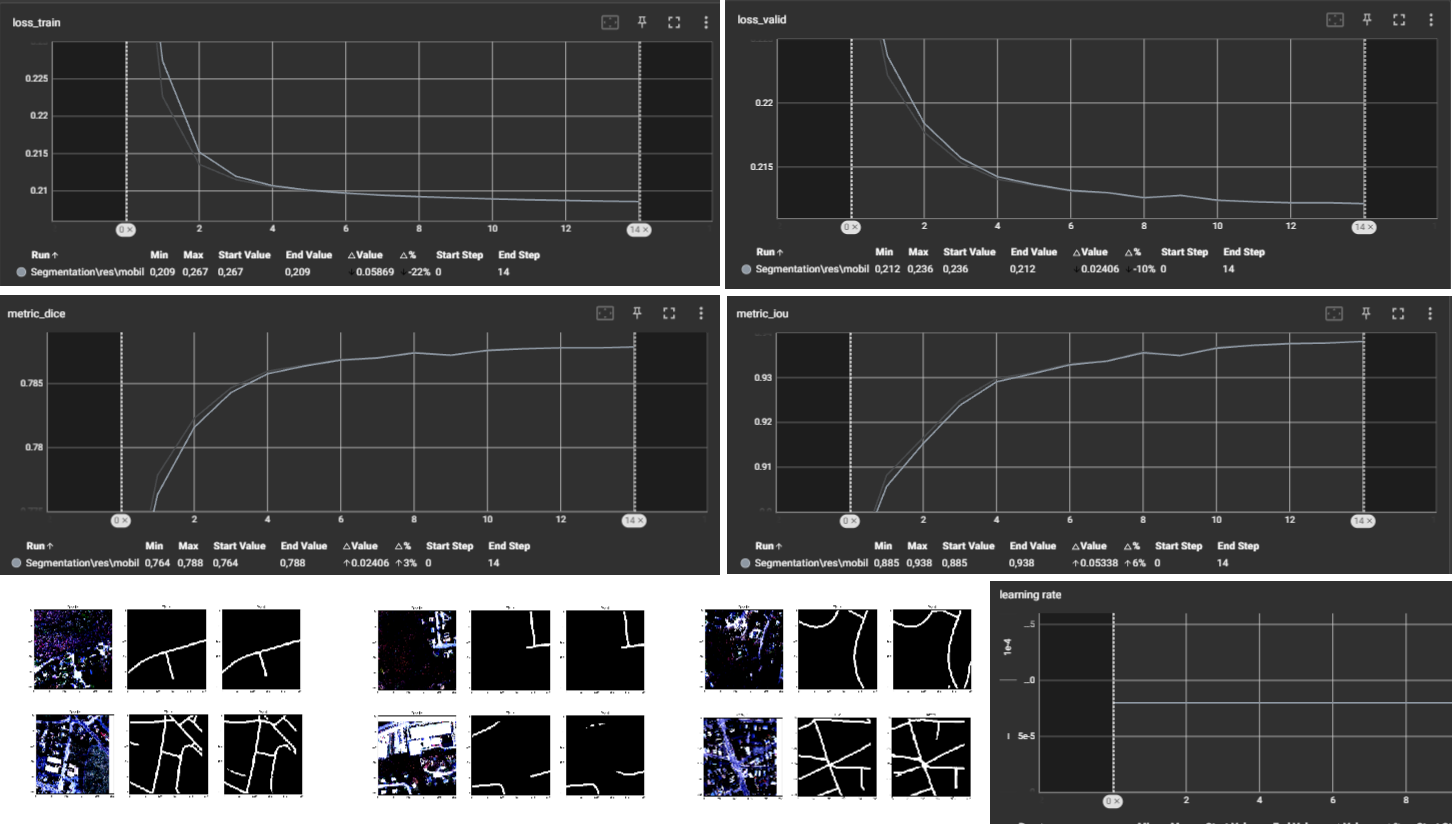 loss_train
0.225
0.22
0.215
0.21
0 × 2 4 6 8 10 12 14 ×
Run ↑ Min Max Start Value End Value △Value △% Start Step End Step
Segmentation\res\mobil 0,209 0,267 0,267 0,209 ↓0.05869 ↓-22% 0 14
loss_valid
0.22
0.215
0 × 2 4 6 8 10 12 14 ×
Run ↑ Min Max Start Value End Value △Value △% Start Step End Step
Segmentation\res\mobil 0,212 0,236 0,236 0,212 ↓0.02406 ↓-10% 0 14
metric_dice
0.785
0.78
0 × 2 4 6 8 10 12 14 ×
Run ↑ Min Max Start Value End Value △Value △% Start Step End Step
Segmentation\res\mobil 0,764 0,788 0,764 0,788 ↑0.02406 ↑3% 0 14
metric_iou
0.93
0.92
0.91
0 × 2 4 6 8 10 12 14 ×
Run ↑ Min Max Start Value End Value △Value △% Start Step End Step
Segmentation\res\mobil 0,885 0,938 0,885 0,938 ↑0.05338 ↑6% 0 14
learning rate
...5
1e-4
...0
5e-5
0 × 2 4 6 8